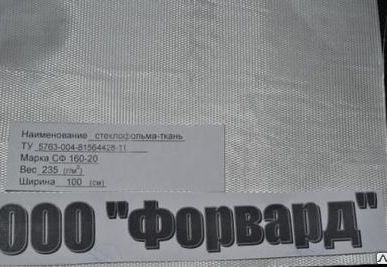 Наименование стеклофольма-ткань
ТУ 5763-004-81564428-11
Марка СФ 160-20
Вес 235 (г/м²)
Ширина 100 (см)
ООО "Форвард"